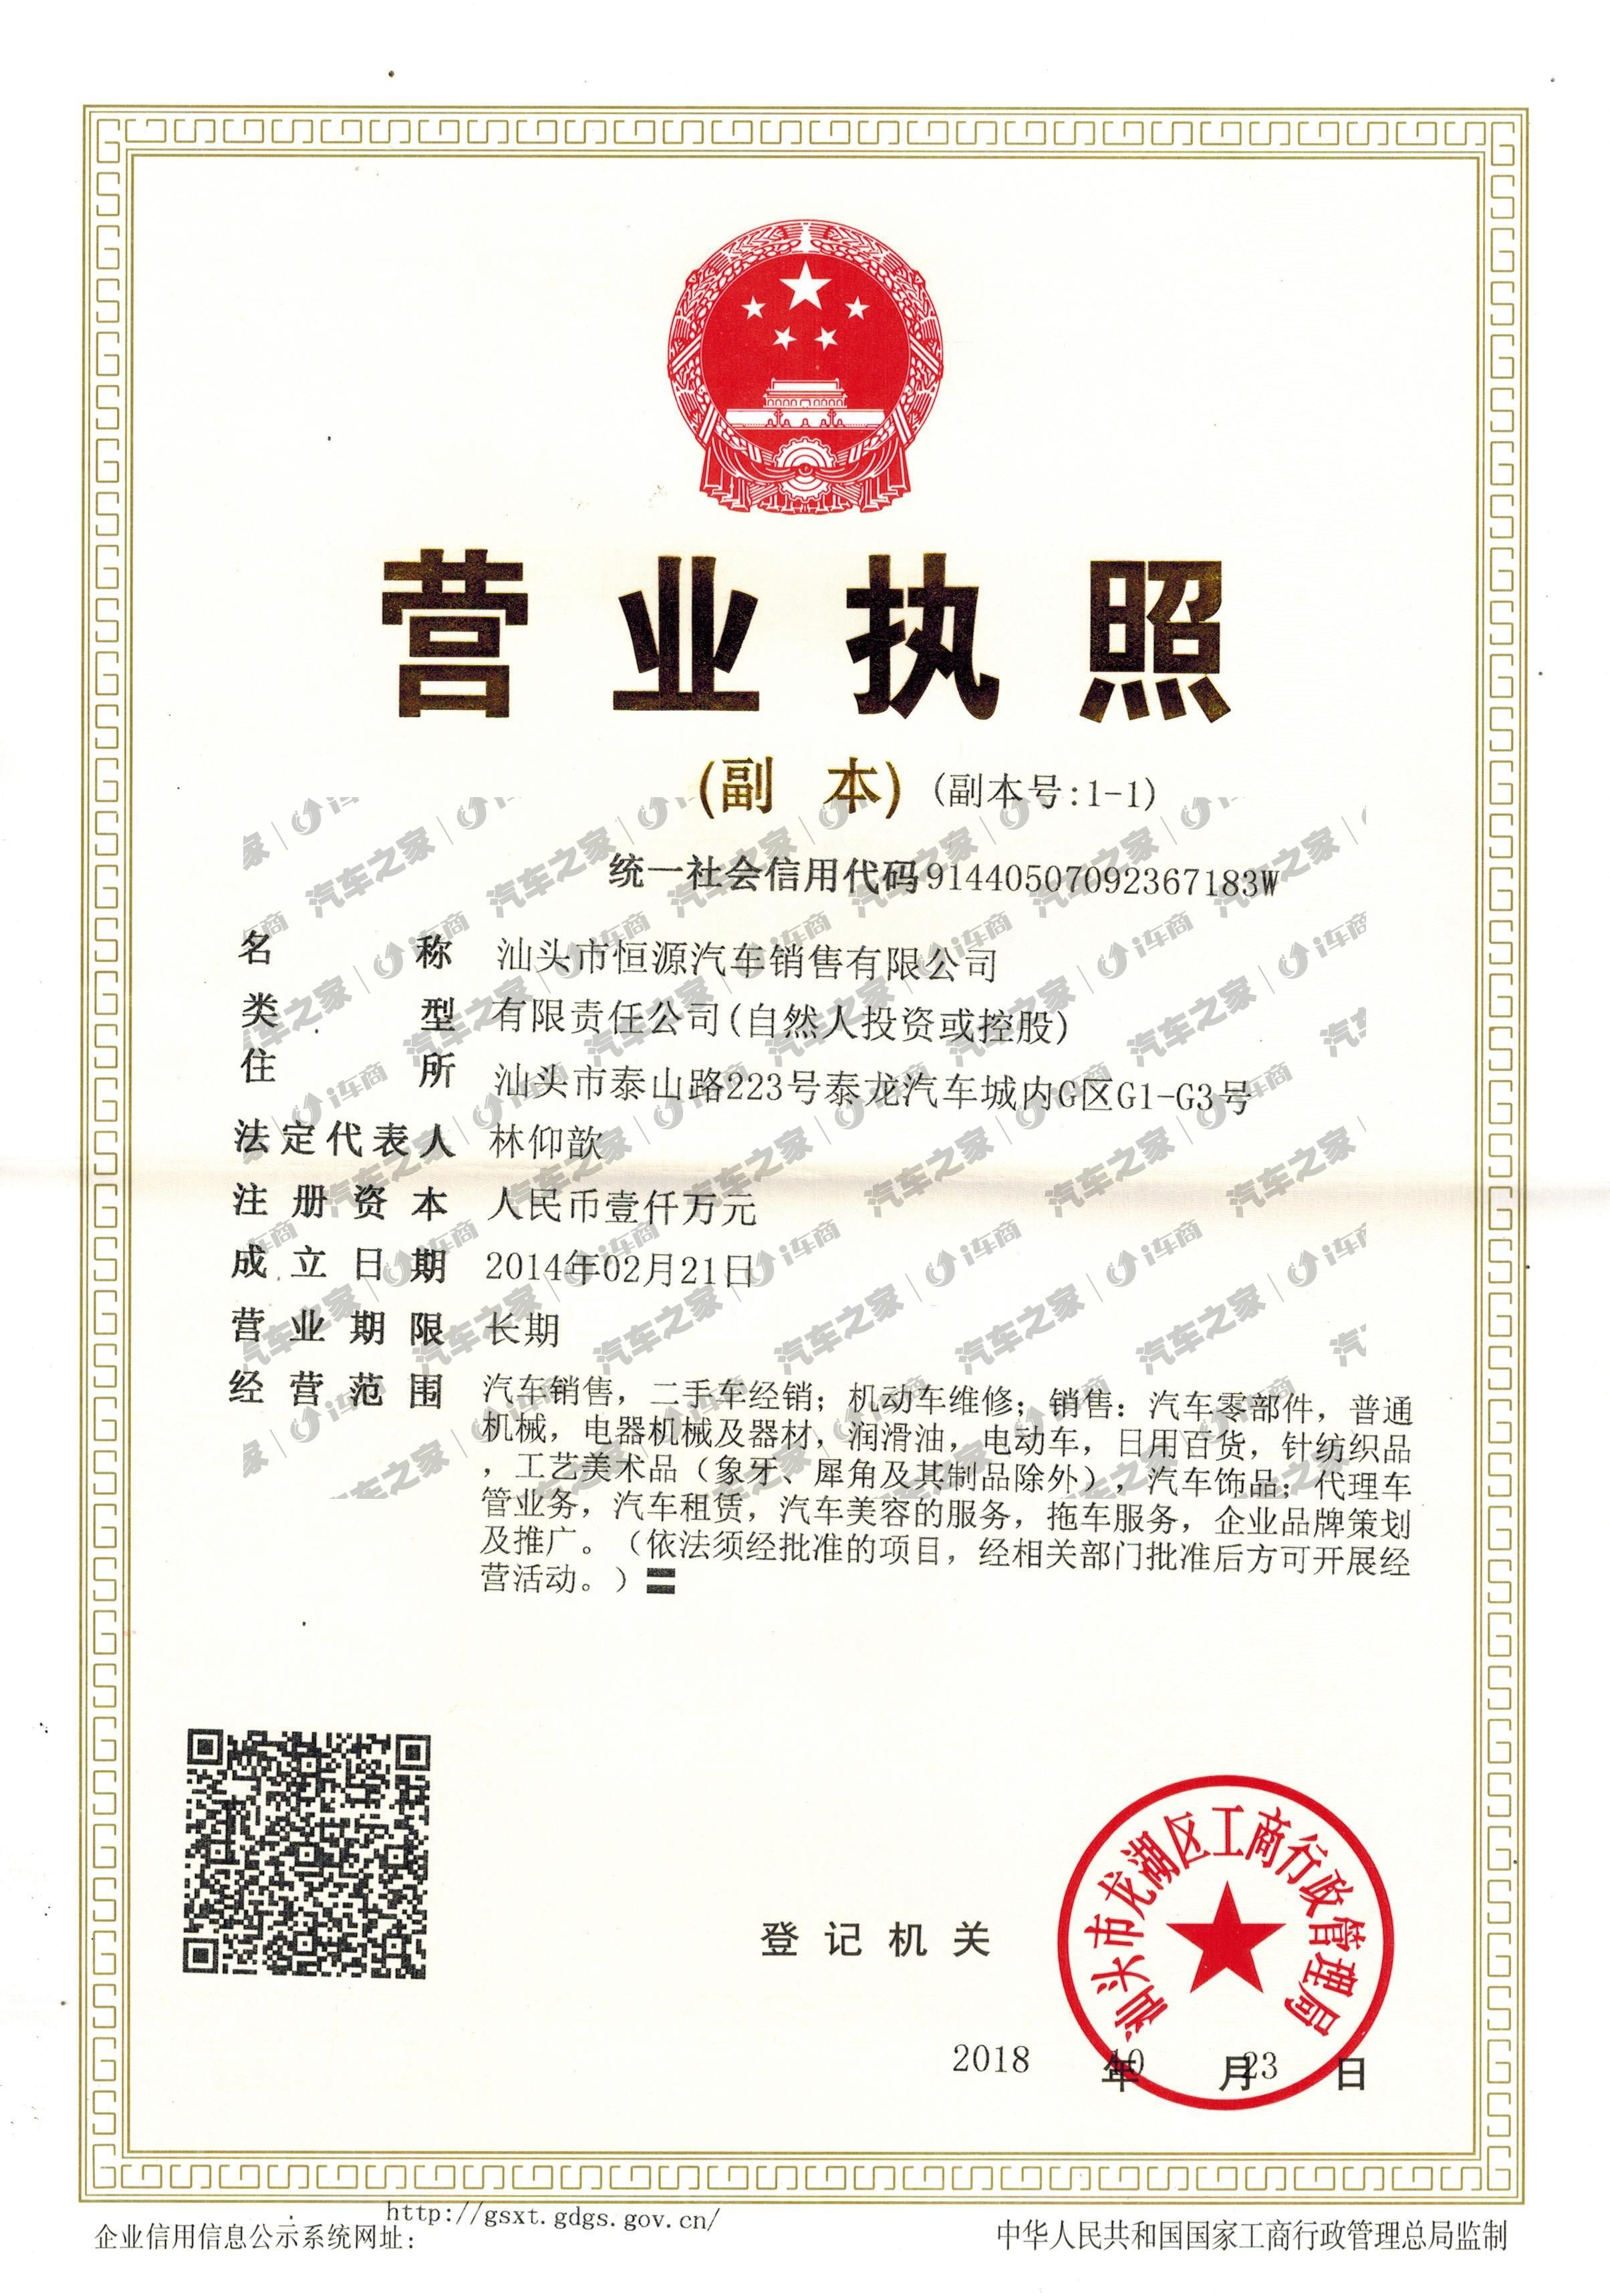 营业执照
(副 本) (副本号:1-1)
统一社会信用代码91440507092367183W
名 称 汕头市恒源汽车销售有限公司
类 型 有限责任公司(自然人投资或控股)
住 所 汕头市泰山路223号泰龙汽车城内G区G1-G3号
法定代表人 林仰歆
注册资本 人民币壹仟万元
成立日期 2014年02月21日
营业期限 长期
经营范围 汽车销售，二手车经销；机动车维修；销售：汽车零部件，普通
机械，电器机械及器材，润滑油，电动车，日用百货，针纺织品
，工艺美术品（象牙、犀角及其制品除外），汽车饰品；代理车
管业务，汽车租赁，汽车美容的服务，拖车服务，企业品牌策划
及推广。（依法须经批准的项目，经相关部门批准后方可开展经
营活动。）
登记机关
汕头市龙湖区工商行政管理局
2018年10月23日
企业信用信息公示系统网址：http://gsxt.gdgs.gov.cn/
中华人民共和国国家工商行政管理总局监制
汽车之家 | i车商